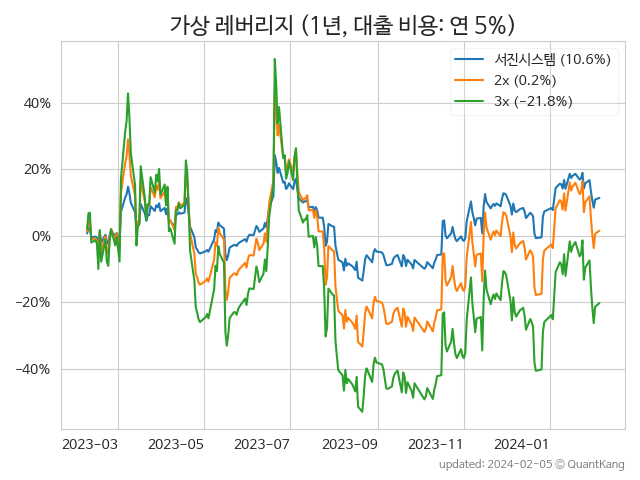 가상 레버리지 (1년, 대출 비용: 연 5%)
서진시스템 (10.6%)
2x (0.2%)
3x (−21.8%)
40%
20%
0%
−20%
−40%
2023-03 2023-05 2023-07 2023-09 2023-11 2024-01
updated: 2024-02-05 © QuantKang